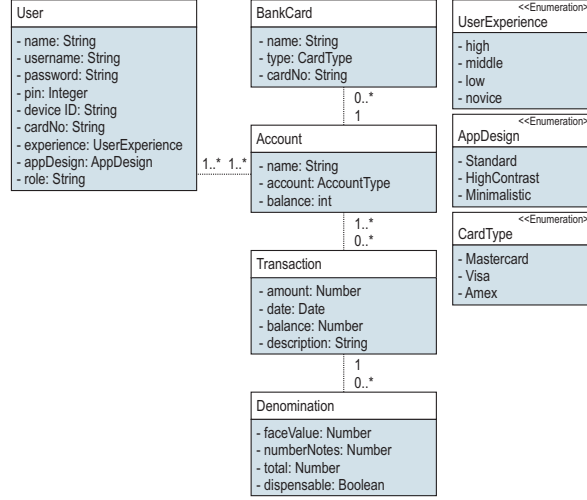 User
- name: String
- username: String
- password: String
- pin: Integer
- device ID: String
- cardNo: String
- experience: UserExperience
- appDesign: AppDesign
- role: String
1..* 1..*
BankCard
- name: String
- type: CardType
- cardNo: String
0..*
1
Account
- name: String
- account: AccountType
- balance: int
1..*
0..*
Transaction
- amount: Number
- date: Date
- balance: Number
- description: String
1
0..*
Denomination
- faceValue: Number
- numberNotes: Number
- total: Number
- dispensable: Boolean
<<Enumeration>
UserExperience
- high
- middle
- low
- novice
<<Enumeration>
AppDesign
- Standard
- HighContrast
- Minimalistic
<<Enumeration>
CardType
- Mastercard
- Visa
- Amex